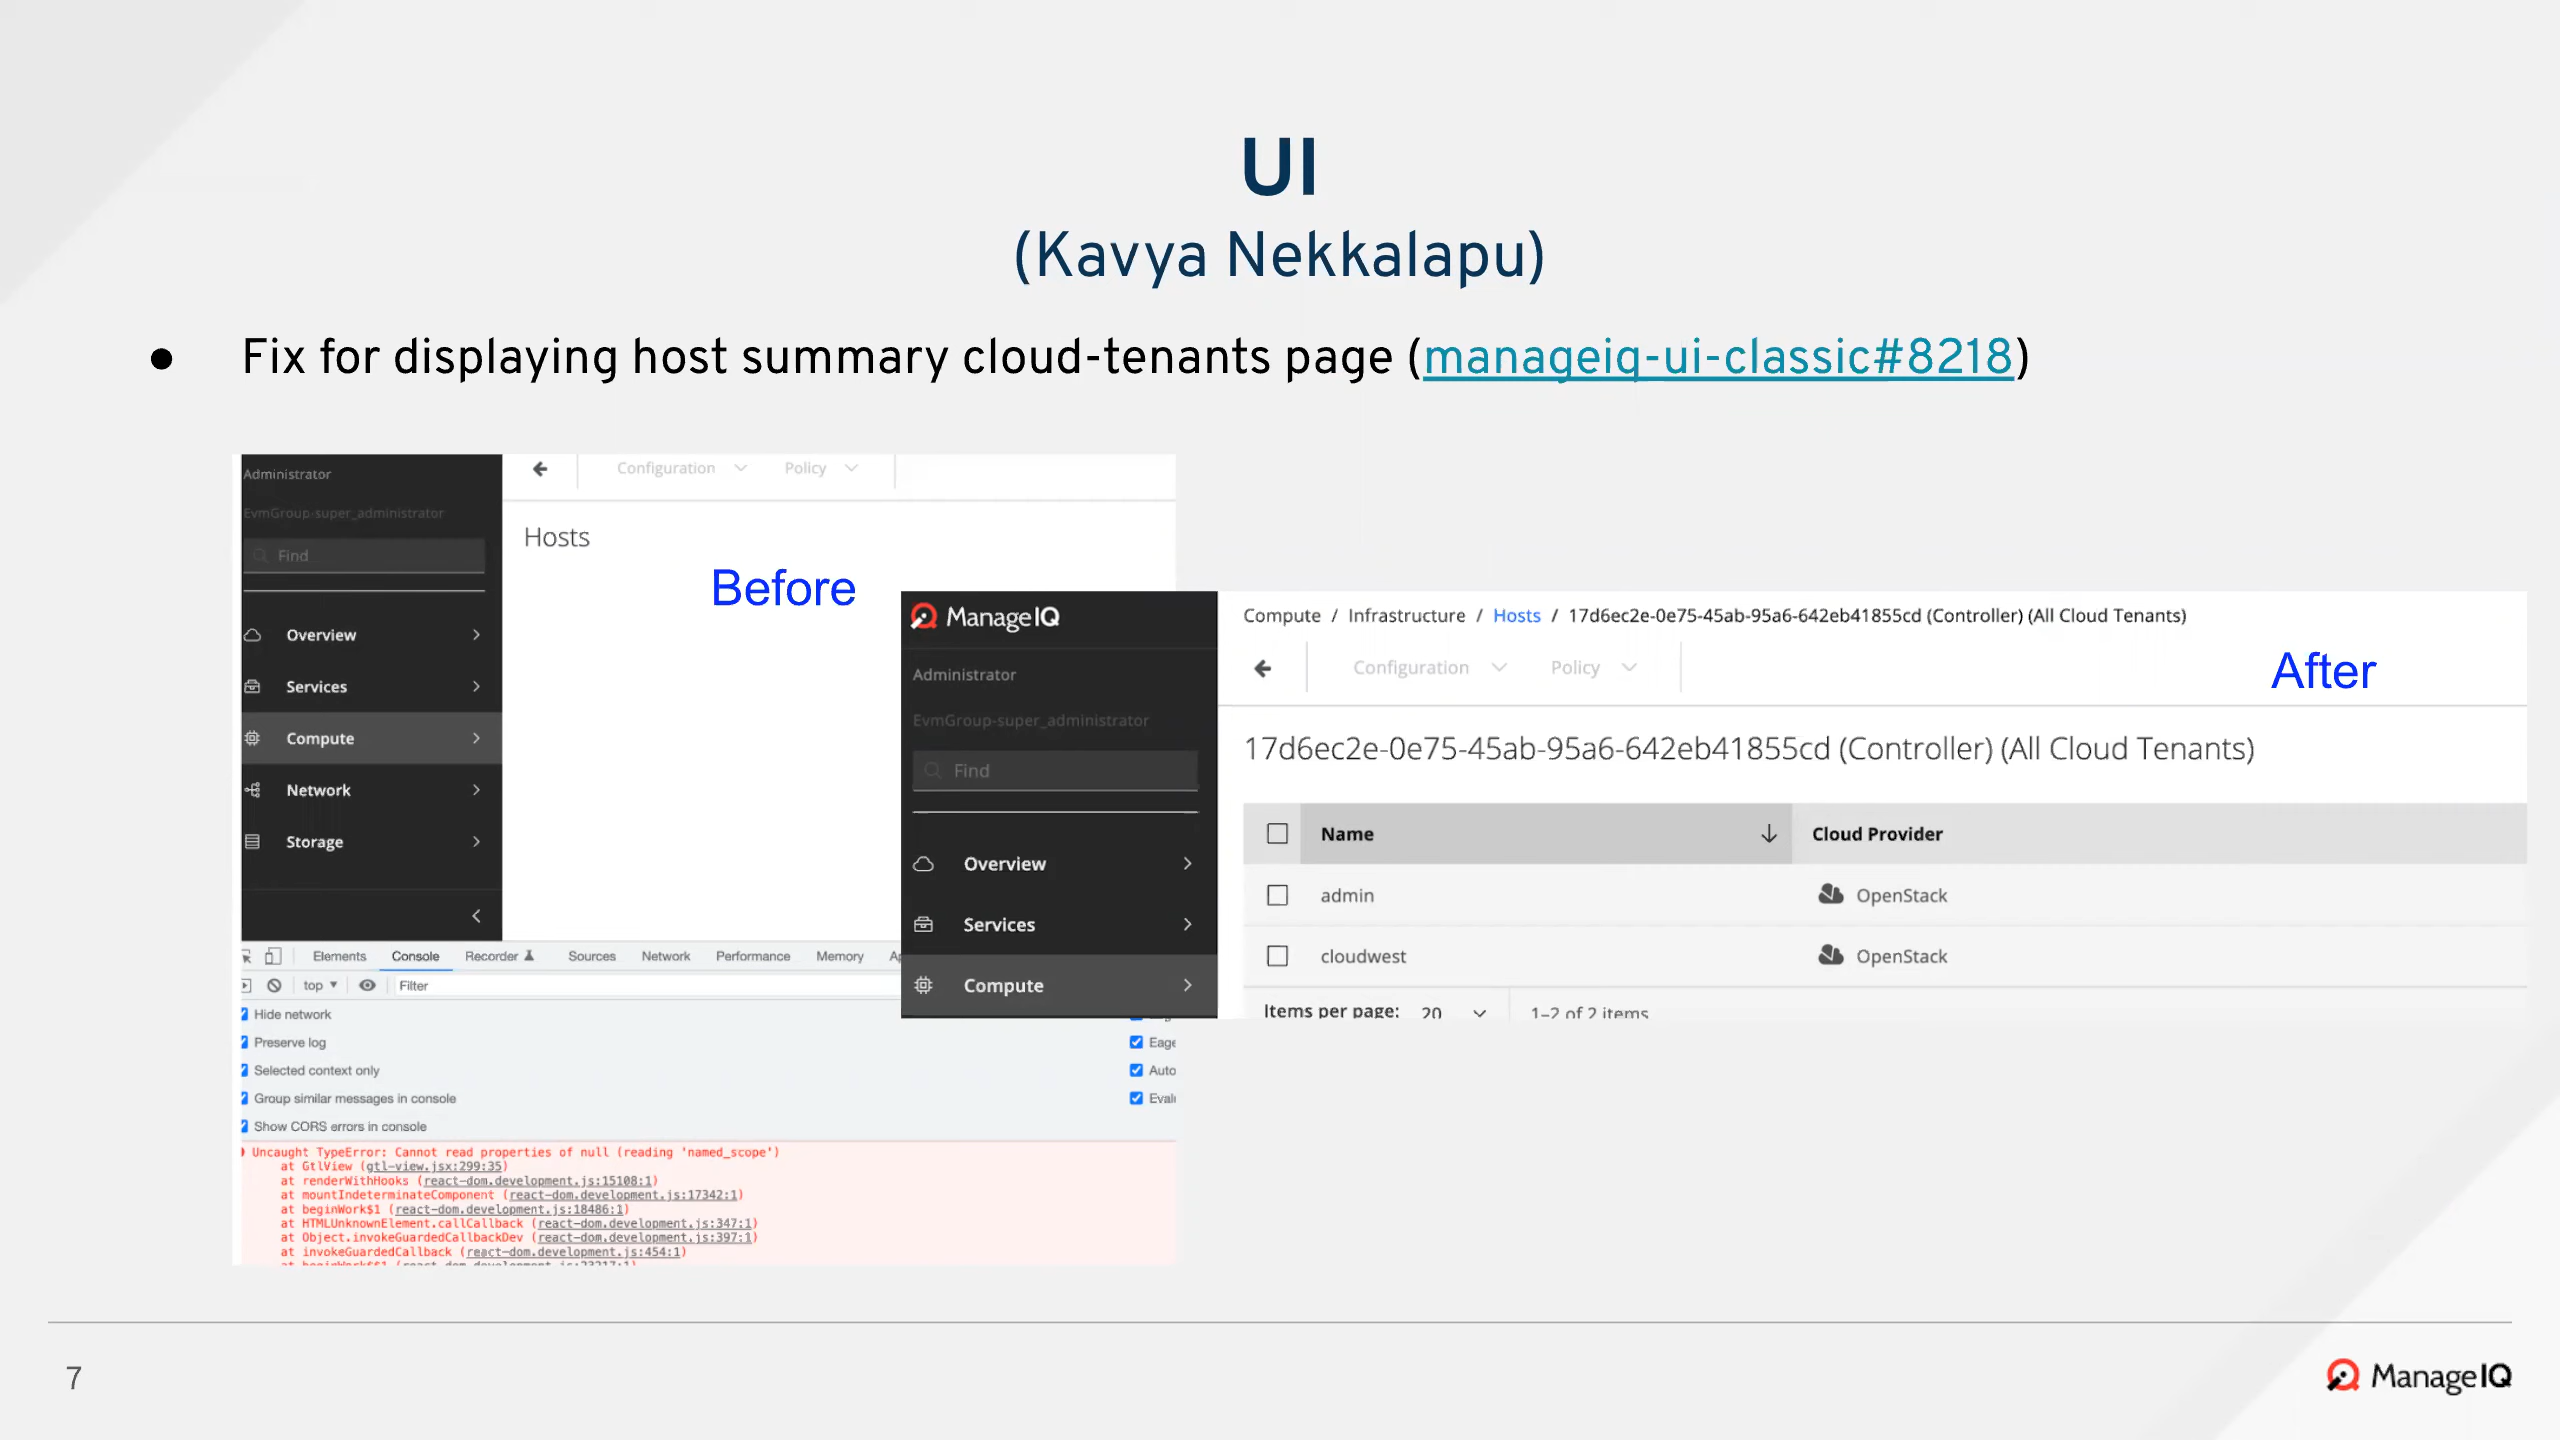 UI
(Kavya Nekkalapu)
● Fix for displaying host summary cloud-tenants page (manageiq-ui-classic#8218)
Administrator
EvmGroup-super_administrator
Find
Overview
Services
Compute
Network
Storage
Configuration
Policy
Hosts
Before
Elements Console Recorder Sources Network Performance Memory
top ▼ Filter
Hide network
Preserve log
Selected context only
Group similar messages in console
Show CORS errors in console
Uncaught TypeError: Cannot read properties of null (reading 'named_scope')
at GtlView (gtl-view.jsx:299:35)
at renderWithHooks (react-dom.development.js:15108:1)
at mountIndeterminateComponent (react-dom.development.js:17342:1)
at beginWork$1 (react-dom.development.js:18486:1)
at HTMLUnknownElement.callCallback (react-dom.development.js:347:1)
at Object.invokeGuardedCallbackDev (react-dom.development.js:397:1)
at invokeGuardedCallback (react-dom.development.js:454:1)
ManageIQ
Administrator
EvmGroup-super_administrator
Find
Overview
Services
Compute
Compute / Infrastructure / Hosts / 17d6ec2e-0e75-45ab-95a6-642eb41855cd (Controller) (All Cloud Tenants)
Configuration Policy
After
17d6ec2e-0e75-45ab-95a6-642eb41855cd (Controller) (All Cloud Tenants)
Name Cloud Provider
admin OpenStack
cloudwest OpenStack
Items per page: 20 1–2 of 2 items
7
ManageIQ